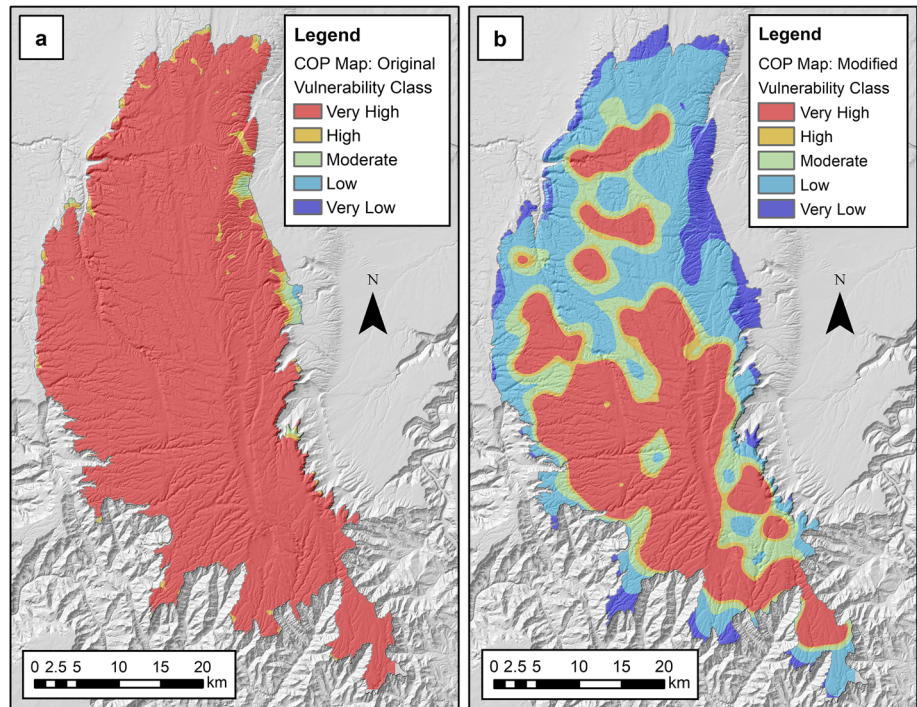 a
Legend
COP Map: Original
Vulnerability Class
Very High
High
Moderate
Low
Very Low
N
0 2.5 5 10 15 20
km
b
Legend
COP Map: Modified
Vulnerability Class
Very High
High
Moderate
Low
Very Low
N
0 2.5 5 10 15 20
km